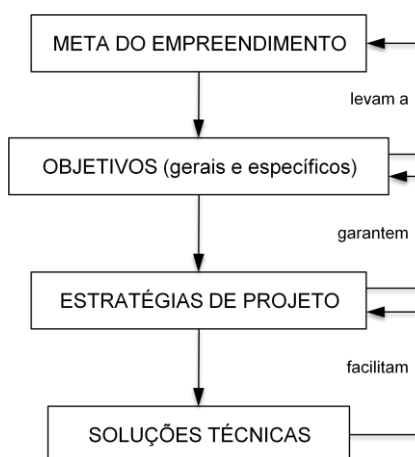 META DO EMPREENDIMENTO
levam a
OBJETIVOS (gerais e específicos)
garantem
ESTRATÉGIAS DE PROJETO
facilitam
SOLUÇÕES TÉCNICAS